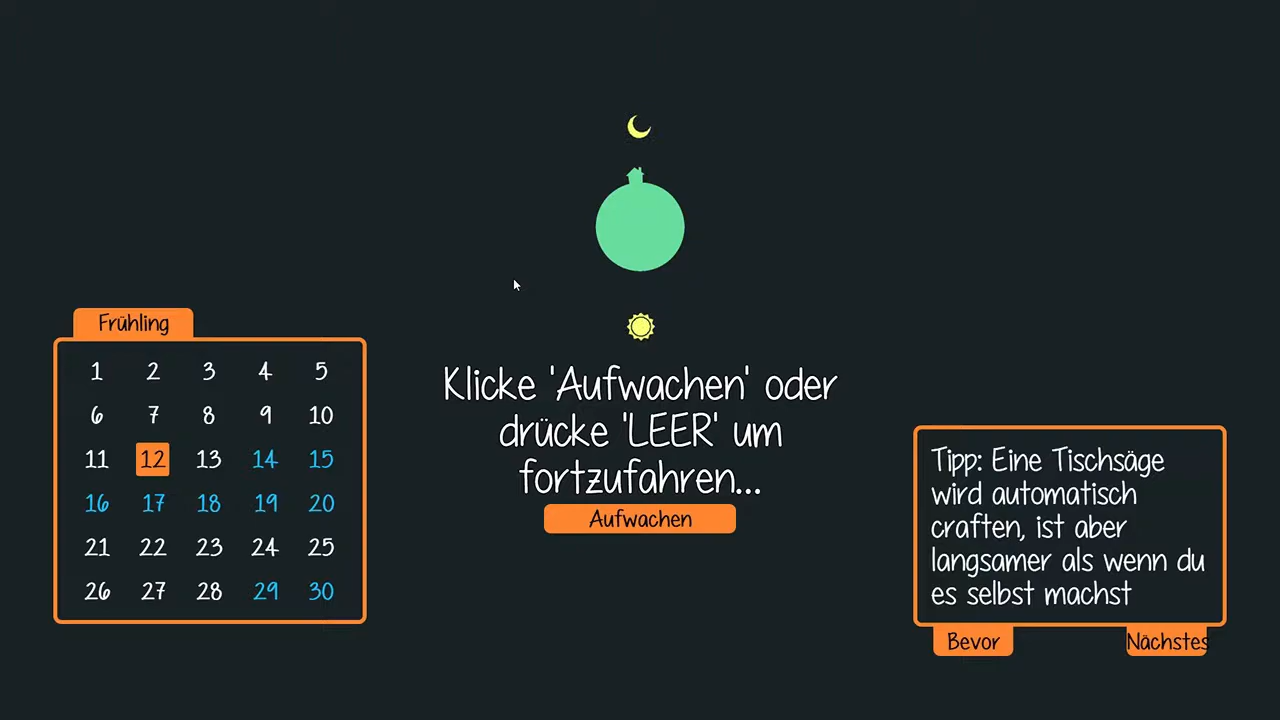 Frühling
1 2 3 4 5
6 7 8 9 10
11 12 13 14 15
16 17 18 19 20
21 22 23 24 25
26 27 28 29 30
Klicke 'Aufwachen' oder
drücke 'LEER' um
fortzufahren...
Aufwachen
Tipp: Eine Tischsäge
wird automatisch
craften, ist aber
langsamer als wenn du
es selbst machst
Bevor
Nächstes